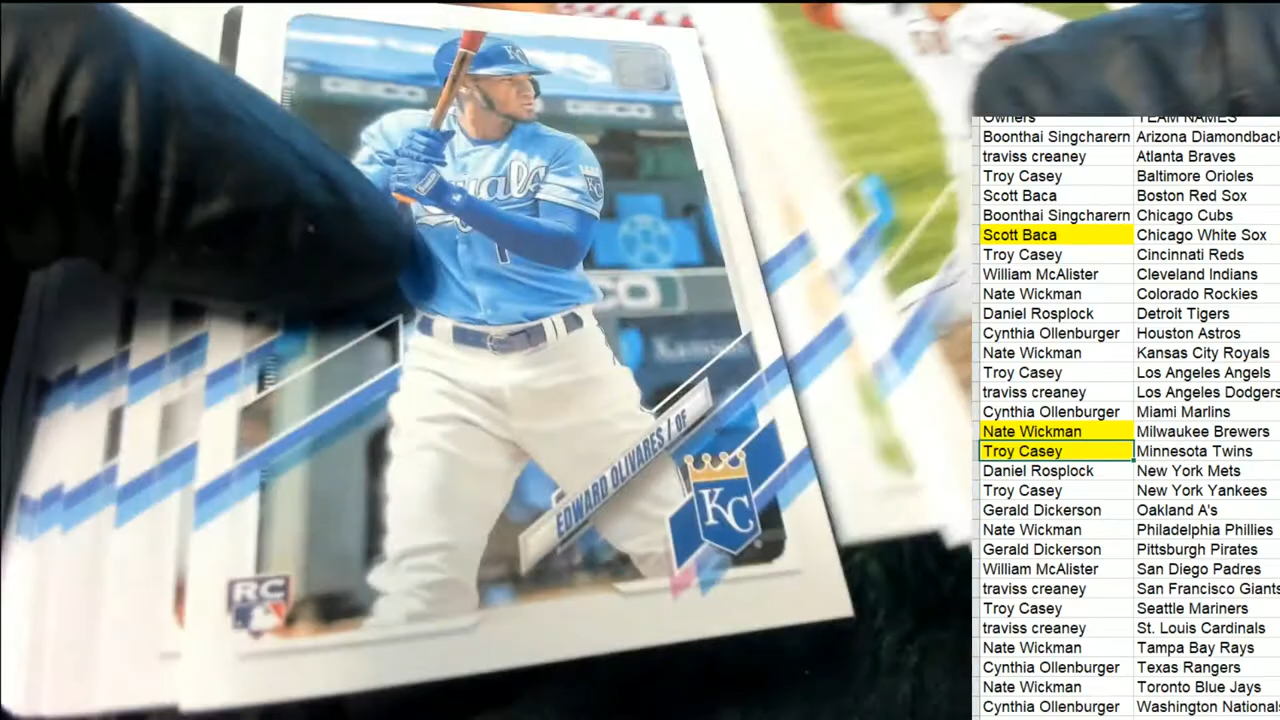 KC
GEICO
Royals
1
EDWARD OLIVARES / OF
KC
RC
Owners TEAM NAMES
Boonthai Singcharern Arizona Diamondback
traviss creaney Atlanta Braves
Troy Casey Baltimore Orioles
Scott Baca Boston Red Sox
Boonthai Singcharern Chicago Cubs
Scott Baca Chicago White Sox
Troy Casey Cincinnati Reds
William McAlister Cleveland Indians
Nate Wickman Colorado Rockies
Daniel Rosplock Detroit Tigers
Cynthia Ollenburger Houston Astros
Nate Wickman Kansas City Royals
Troy Casey Los Angeles Angels
traviss creaney Los Angeles Dodgers
Cynthia Ollenburger Miami Marlins
Nate Wickman Milwaukee Brewers
Troy Casey Minnesota Twins
Daniel Rosplock New York Mets
Troy Casey New York Yankees
Gerald Dickerson Oakland A's
Nate Wickman Philadelphia Phillies
Gerald Dickerson Pittsburgh Pirates
William McAlister San Diego Padres
traviss creaney San Francisco Giants
Troy Casey Seattle Mariners
traviss creaney St. Louis Cardinals
Nate Wickman Tampa Bay Rays
Cynthia Ollenburger Texas Rangers
Nate Wickman Toronto Blue Jays
Cynthia Ollenburger Washington National